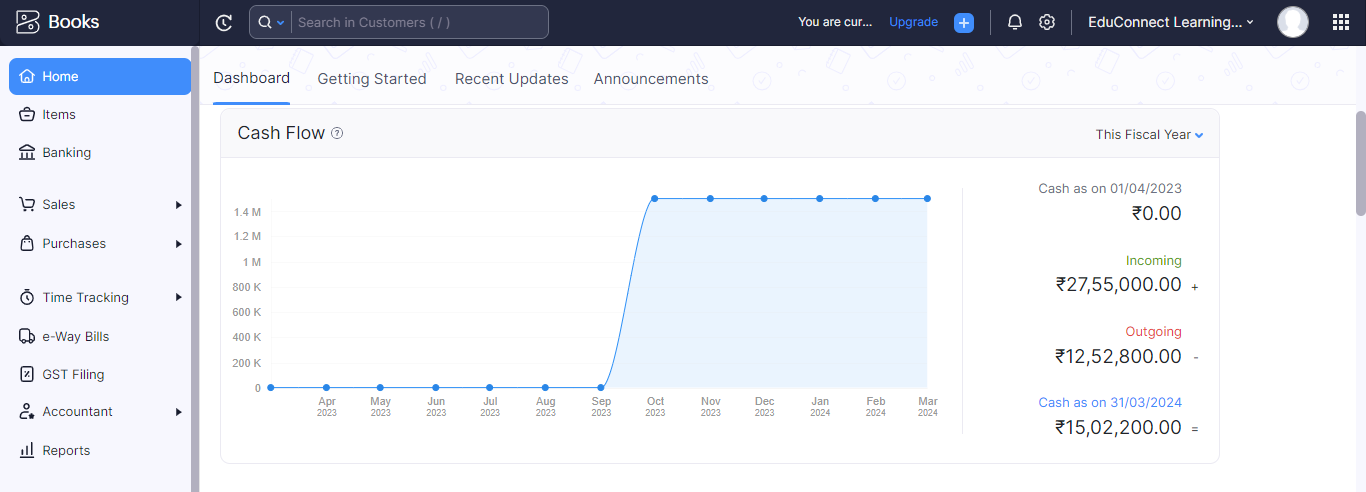 Books
Search in Customers ( / )
You are cur...
Upgrade
EduConnect Learning...
Home
Items
Banking
Sales
Purchases
Time Tracking
e-Way Bills
GST Filing
Accountant
Reports
Dashboard
Getting Started
Recent Updates
Announcements
Cash Flow
This Fiscal Year
1.4 M
1.2 M
1 M
800 K
600 K
400 K
200 K
0
Apr May Jun Jul Aug Sep Oct Nov Dec Jan Feb Mar
2023 2023 2023 2023 2023 2023 2023 2023 2023 2024 2024 2024
Cash as on 01/04/2023
₹0.00
Incoming
₹27,55,000.00 +
Outgoing
₹12,52,800.00 -
Cash as on 31/03/2024
₹15,02,200.00 =